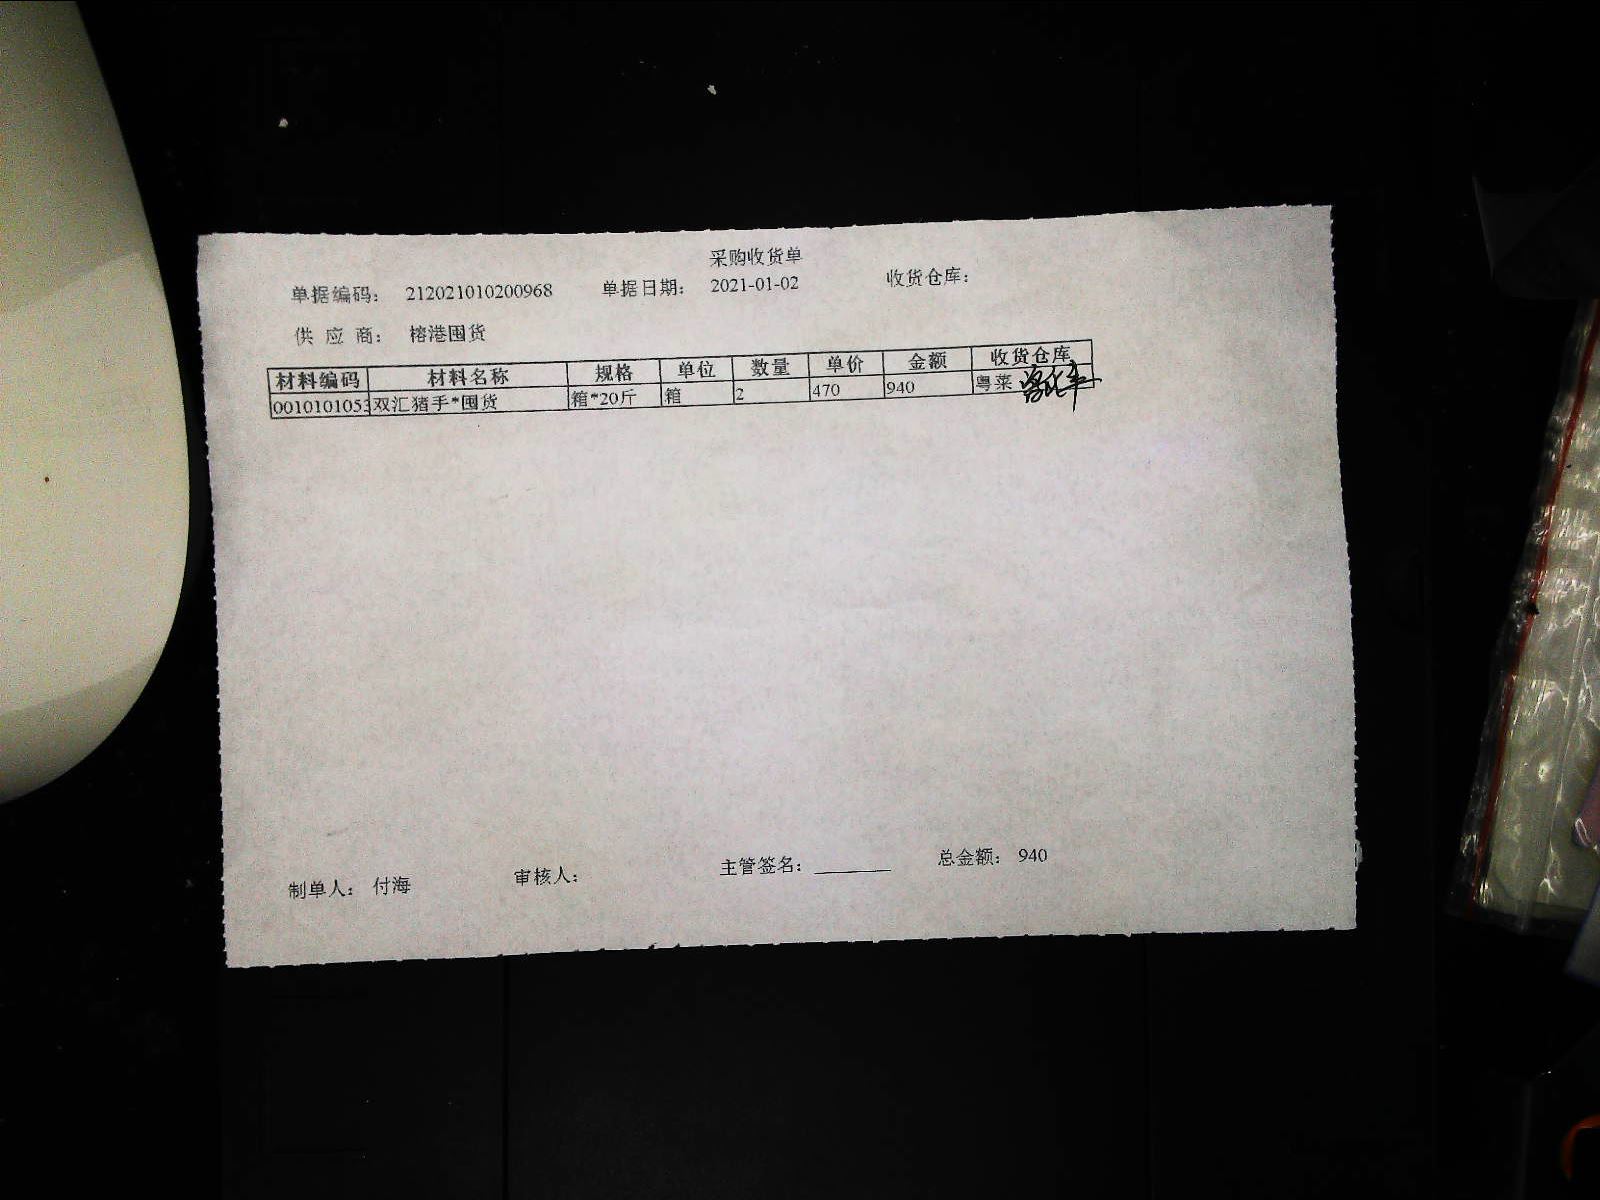 采购收货单
单据编码： 212021010200968 单据日期： 2021-01-02 收货仓库：
供 应 商： 榕港囤货
材料编码 材料名称 规格 单位 数量 单价 金额 收货仓库
0010101053 双汇猪手*囤货 箱*20斤 箱 2 470 940 粤菜
制单人： 付海 审核人： 主管签名： 总金额： 940